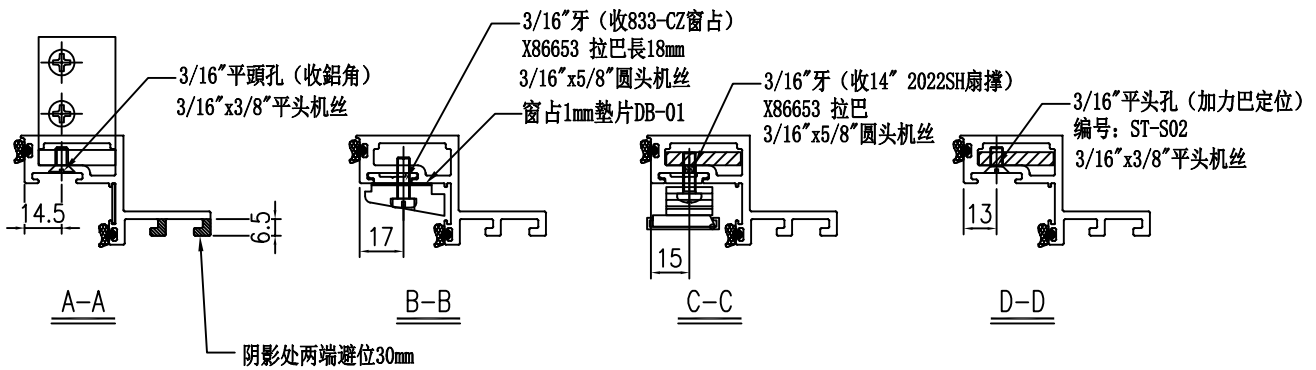 3/16"平頭孔（收鋁角）
3/16"x3/8"平头机丝
14.5
6.5
A-A
阴影处两端避位30mm
3/16"牙（收833-CZ窗占）
X86653 拉巴長18mm
3/16"x5/8"圆头机丝
窗占1mm墊片DB-01
17
B-B
3/16"牙（收14" 2022SH扇撑）
X86653 拉巴
3/16"x5/8"圆头机丝
15
C-C
3/16"平头孔（加力巴定位）
编号：ST-S02
3/16"x3/8"平头机丝
13
D-D